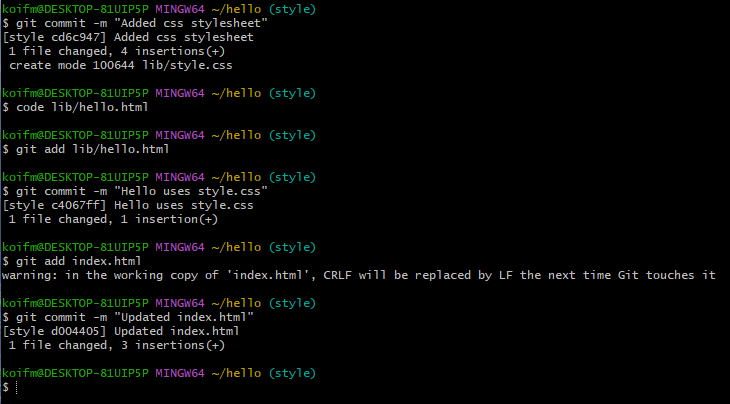 koifm@DESKTOP-81UIP5P MINGW64 ~/hello (style)
$ git commit -m "Added css stylesheet"
[style cd6c947] Added css stylesheet
 1 file changed, 4 insertions(+)
 create mode 100644 lib/style.css
koifm@DESKTOP-81UIP5P MINGW64 ~/hello (style)
$ code lib/hello.html
koifm@DESKTOP-81UIP5P MINGW64 ~/hello (style)
$ git add lib/hello.html
koifm@DESKTOP-81UIP5P MINGW64 ~/hello (style)
$ git commit -m "Hello uses style.css"
[style c4067ff] Hello uses style.css
 1 file changed, 1 insertion(+)
koifm@DESKTOP-81UIP5P MINGW64 ~/hello (style)
$ git add index.html
warning: in the working copy of 'index.html', CRLF will be replaced by LF the next time Git touches it
koifm@DESKTOP-81UIP5P MINGW64 ~/hello (style)
$ git commit -m "Updated index.html"
[style d004405] Updated index.html
 1 file changed, 3 insertions(+)
koifm@DESKTOP-81UIP5P MINGW64 ~/hello (style)
$